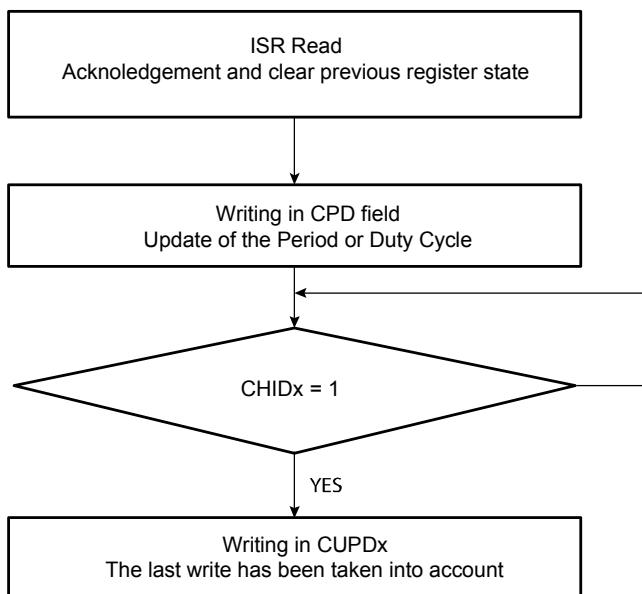 ISR Read
Acknoledgement and clear previous register state
Writing in CPD field
Update of the Period or Duty Cycle
CHIDx = 1
YES
Writing in CUPDx
The last write has been taken into account